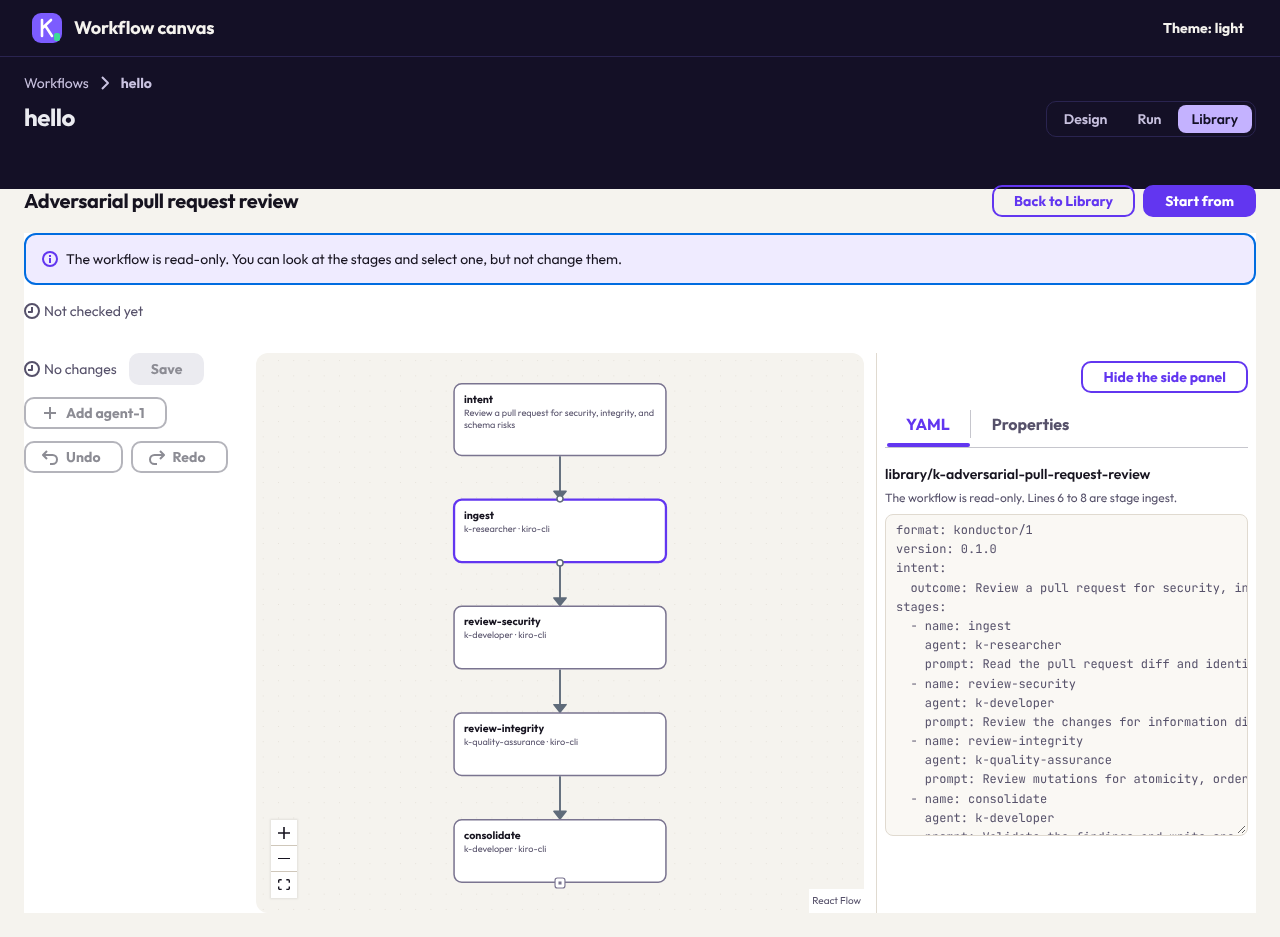 K
Workflow canvas
Theme: light
Workflows
hello
hello
Design
Run
Library
Adversarial pull request review
Back to Library
Start from
The workflow is read-only. You can look at the stages and select one, but not change them.
Not checked yet
No changes
Save
Add agent-1
Undo
Redo
intent
Review a pull request for security, integrity, and
schema risks
ingest
k-researcher · kiro-cli
review-security
k-developer · kiro-cli
review-integrity
k-quality-assurance · kiro-cli
consolidate
k-developer · kiro-cli
React Flow
Hide the side panel
YAML
Properties
library/k-adversarial-pull-request-review
The workflow is read-only. Lines 6 to 8 are stage ingest.
format: konductor/1
version: 0.1.0
intent:
outcome: Review a pull request for security, in
stages:
- name: ingest
agent: k-researcher
prompt: Read the pull request diff and identi
- name: review-security
agent: k-developer
prompt: Review the changes for information di
- name: review-integrity
agent: k-quality-assurance
prompt: Review mutations for atomicity, order
- name: consolidate
agent: k-developer